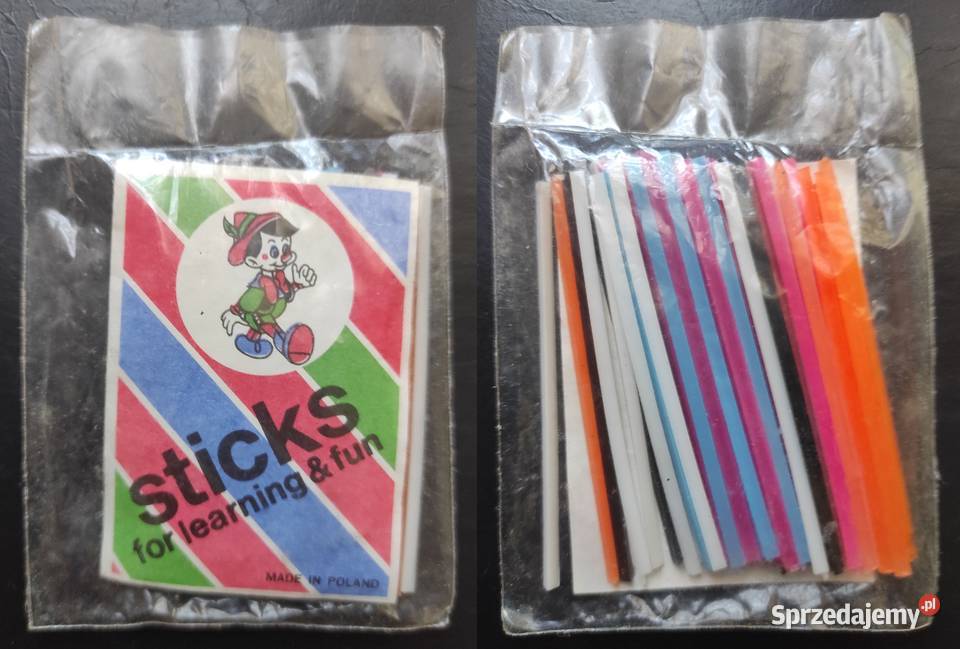 sticks
for learning & fun
MADE IN POLAND
Sprzedajemy.pl